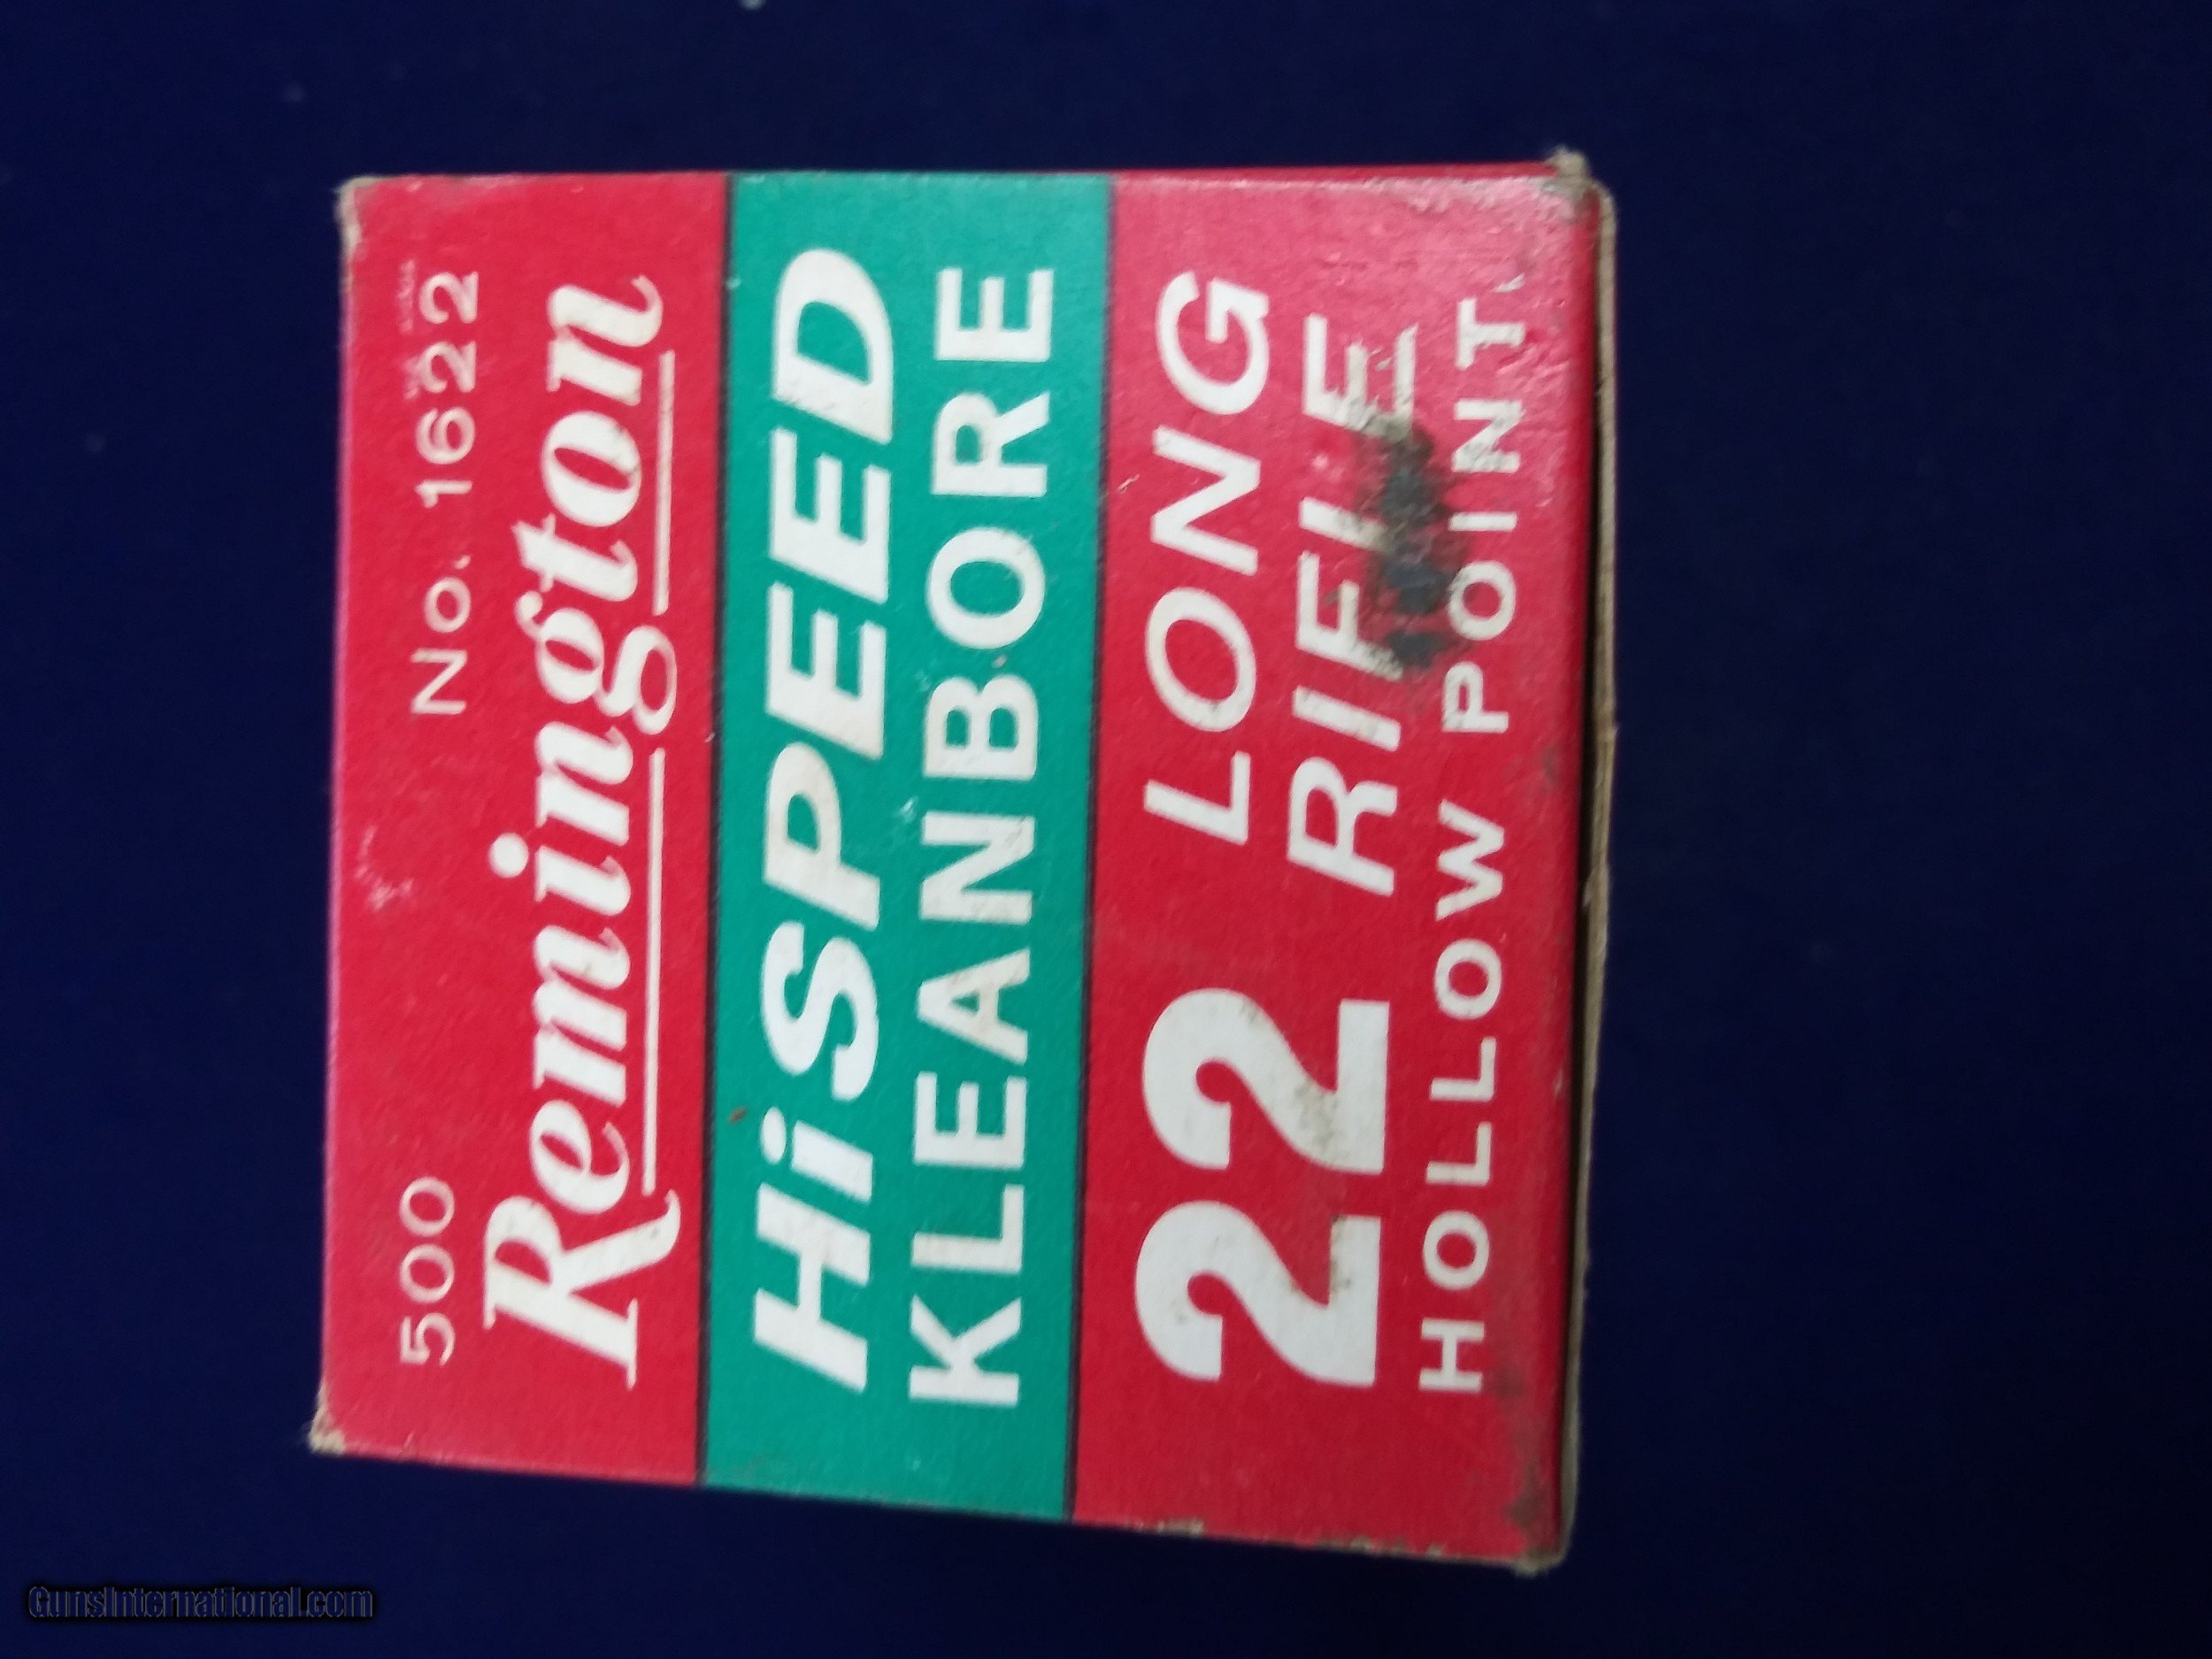 500 No. 1622
Remington
HiSPEED
KLEANBORE
22 LONG
RIFLE
HOLLOW POINT
GunsInternational.com